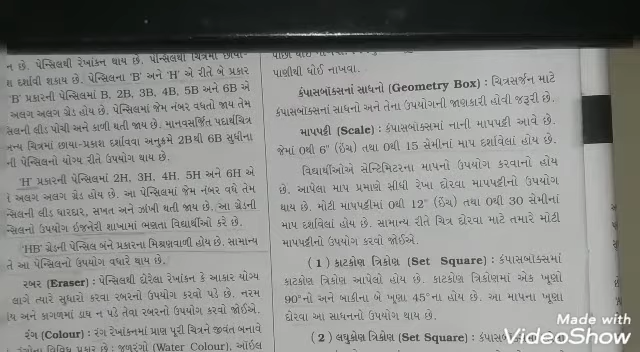 ન છે. પેન્સિલથી રેખાંકન થાય છે. પેન્સિલથી ચિત્રમાં છાયા-
દર્શાવી શકાય છે. પેન્સિલના 'B' અને 'H' એ રીતે બે પ્રકાર
'B' પ્રકારની પેન્સિલમાં B, 2B, 3B, 4B, 5B અને 6B એ
અલગ અલગ ગ્રેડ હોય છે. પેન્સિલમાં જેમ નંબર વધતો જાય તેમ
સેલની લીડ પોચી અને કાળી થતી જાય છે. માનવસર્જિત પદાર્થચિત્ર
ચિત્રમાં છાયા-પ્રકાશ દર્શાવવા અનુક્રમે 2Bથી 6B સુધીના
ની પેન્સિલનો યોગ્ય રીતે ઉપયોગ થાય છે.
'H' પ્રકારની પેન્સિલમાં 2H, 3H, 4H, 5H અને 6H એ
અલગ અલગ ગ્રેડ હોય છે. આ પેન્સિલમાં જેમ નંબર વધે તેમ
સેલની લીડ ધારદાર, સખત અને ઝાંખી થતી જાય છે. આ ગ્રેડની
સેલનો ઉપયોગ ઇજનેરી શાખામાં ભણતા વિદ્યાર્થીઓ કરે છે.
'HB' ગ્રેડની પેન્સિલ બંને પ્રકારના મિશ્રણવાળી હોય છે. સામાન્ય
તે આ પેન્સિલનો ઉપયોગ વધારે થાય છે.
રબર (Eraser) : પેન્સિલથી દોરેલા રેખાંકન કે આકાર યોગ્ય
લાગે ત્યારે સુધારો કરવા રબરનો ઉપયોગ કરવો પડે છે. નરમ
ય અને કાગળમાં ડાઘ ન પડે તેવા રબરનો ઉપયોગ કરવો જોઈએ.
રંગ (Colour) : રંગ રેખાંકનમાં પ્રાણ પૂરી ચિત્રને જીવંત બનાવે
રંગોના વિવિધ પ્રકાર છે : જળરંગો (Water Colour), ઑઇલ
પાણીથી ધોઈ નાખવા.
કંપાસબૉક્સનાં સાધનો (Geometry Box) : ચિત્રસર્જન માટે
કંપાસબૉક્સનાં સાધનો અને તેના ઉપયોગની જાણકારી હોવી જરૂરી છે.
માપપટ્ટી (Scale) : કંપાસબૉક્સમાં નાની માપપટ્ટી આવે છે.
જેમાં 0થી 6" (ઇંચ) તથા 0થી 15 સેમીનાં માપ દર્શાવેલાં હોય છે.
વિદ્યાર્થીઓએ સેન્ટિમિટરના માપનો ઉપયોગ કરવાનો હોય
છે. આપેલા માપ પ્રમાણે સીધી રેખા દોરવા માપપટ્ટીનો ઉપયોગ
થાય છે. મોટી માપપટ્ટીમાં 0થી 12" (ઇંચ) તથા 0થી 30 સેમીનાં
માપ દર્શાવેલાં હોય છે. સામાન્ય રીતે ચિત્ર દોરવા માટે તમારે મોટી
માપપટ્ટીનો ઉપયોગ કરવો જોઈએ.
(1) કાટકોણ ત્રિકોણ (Set Square) : કંપાસબૉક્સમાં
કાટકોણ ત્રિકોણ આપેલો હોય છે. કાટકોણ ત્રિકોણમાં એક ખૂણો
90°નો અને બાકીના બે ખૂણા 45°ના હોય છે. આ માપના ખૂણા
દોરવા આ સાધનનો ઉપયોગ થાય છે.
(2) લઘુકોણ ત્રિકોણ (Set Square) :
Made with
VideoShow